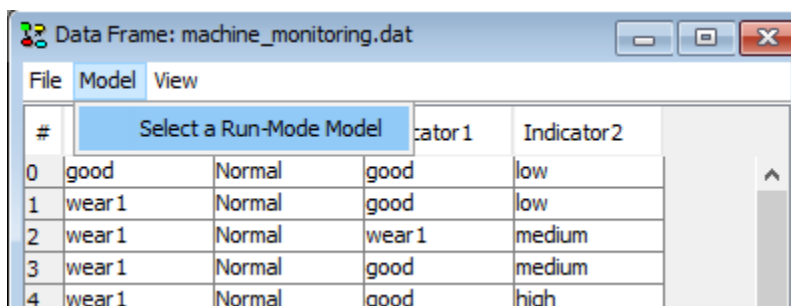 Data Frame: machine_monitoring.dat
File Model View
# Select a Run-Mode Model cator1 Indicator2
0 good Normal good low
1 wear1 Normal good low
2 wear1 Normal wear1 medium
3 wear1 Normal good medium
4 wear1 Normal good high